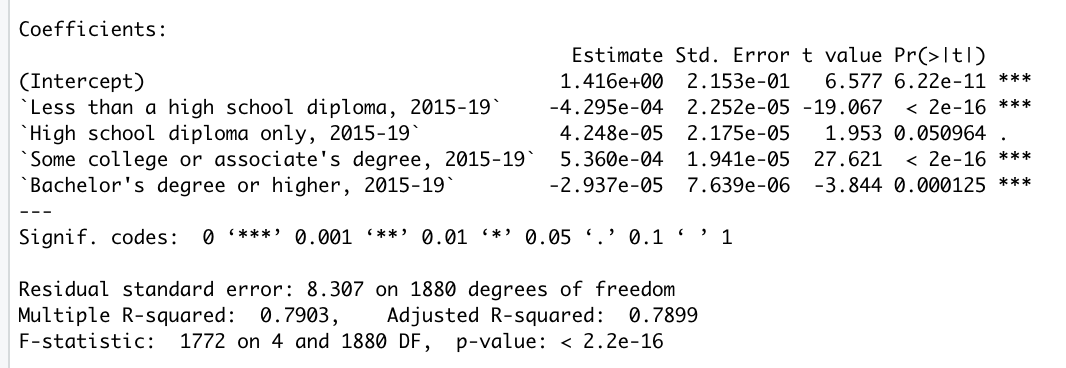 Coefficients:
Estimate Std. Error t value Pr(>|t|)
(Intercept) 1.416e+00 2.153e-01 6.577 6.22e-11 ***
`Less than a high school diploma, 2015-19` -4.295e-04 2.252e-05 -19.067 < 2e-16 ***
`High school diploma only, 2015-19` 4.248e-05 2.175e-05 1.953 0.050964 .
`Some college or associate's degree, 2015-19` 5.360e-04 1.941e-05 27.621 < 2e-16 ***
`Bachelor's degree or higher, 2015-19` -2.937e-05 7.639e-06 -3.844 0.000125 ***
---
Signif. codes: 0 ‘***’ 0.001 ‘**’ 0.01 ‘*’ 0.05 ‘.’ 0.1 ‘ ’ 1
Residual standard error: 8.307 on 1880 degrees of freedom
Multiple R-squared: 0.7903, Adjusted R-squared: 0.7899
F-statistic: 1772 on 4 and 1880 DF, p-value: < 2.2e-16